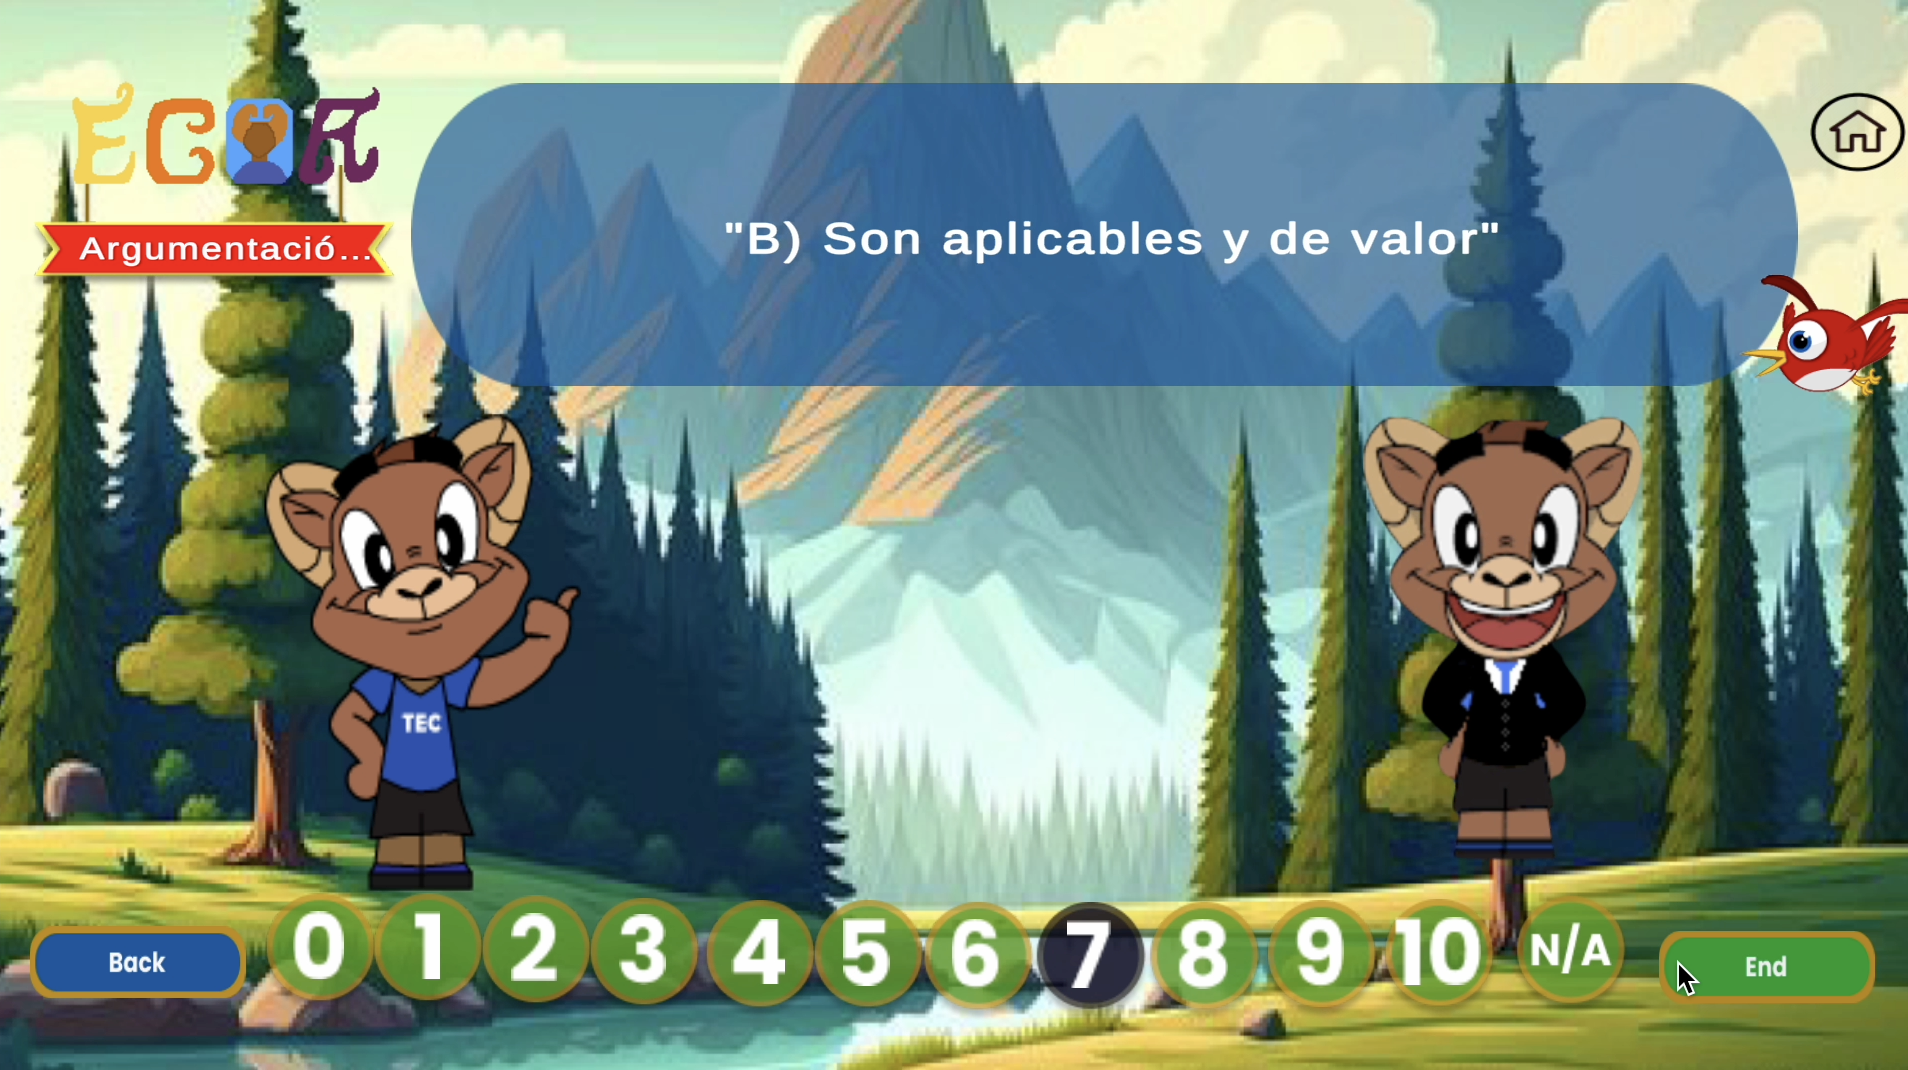 ECOA
Argumentació...
"B) Son aplicables y de valor"
TEC
0 1 2 3 4 5 6 7 8 9 10 N/A
Back
End